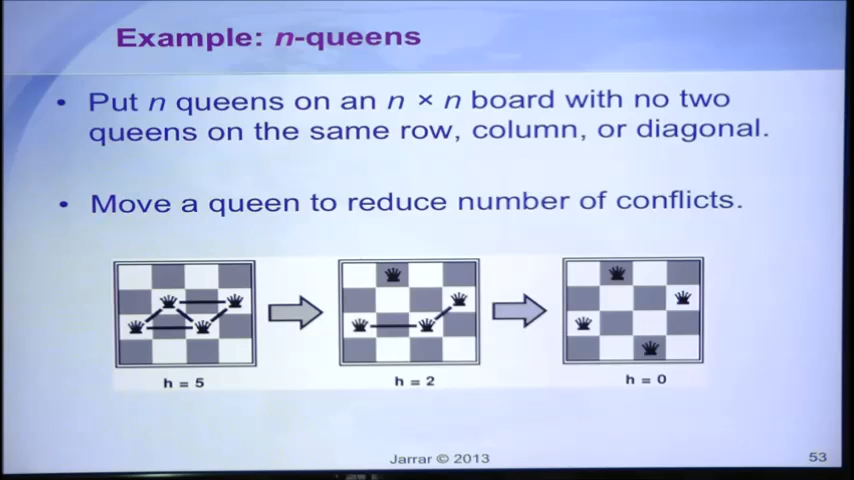 Example: n-queens
• Put n queens on an n × n board with no two
queens on the same row, column, or diagonal.
• Move a queen to reduce number of conflicts.
h = 5
h = 2
h = 0
Jarrar © 2013
53